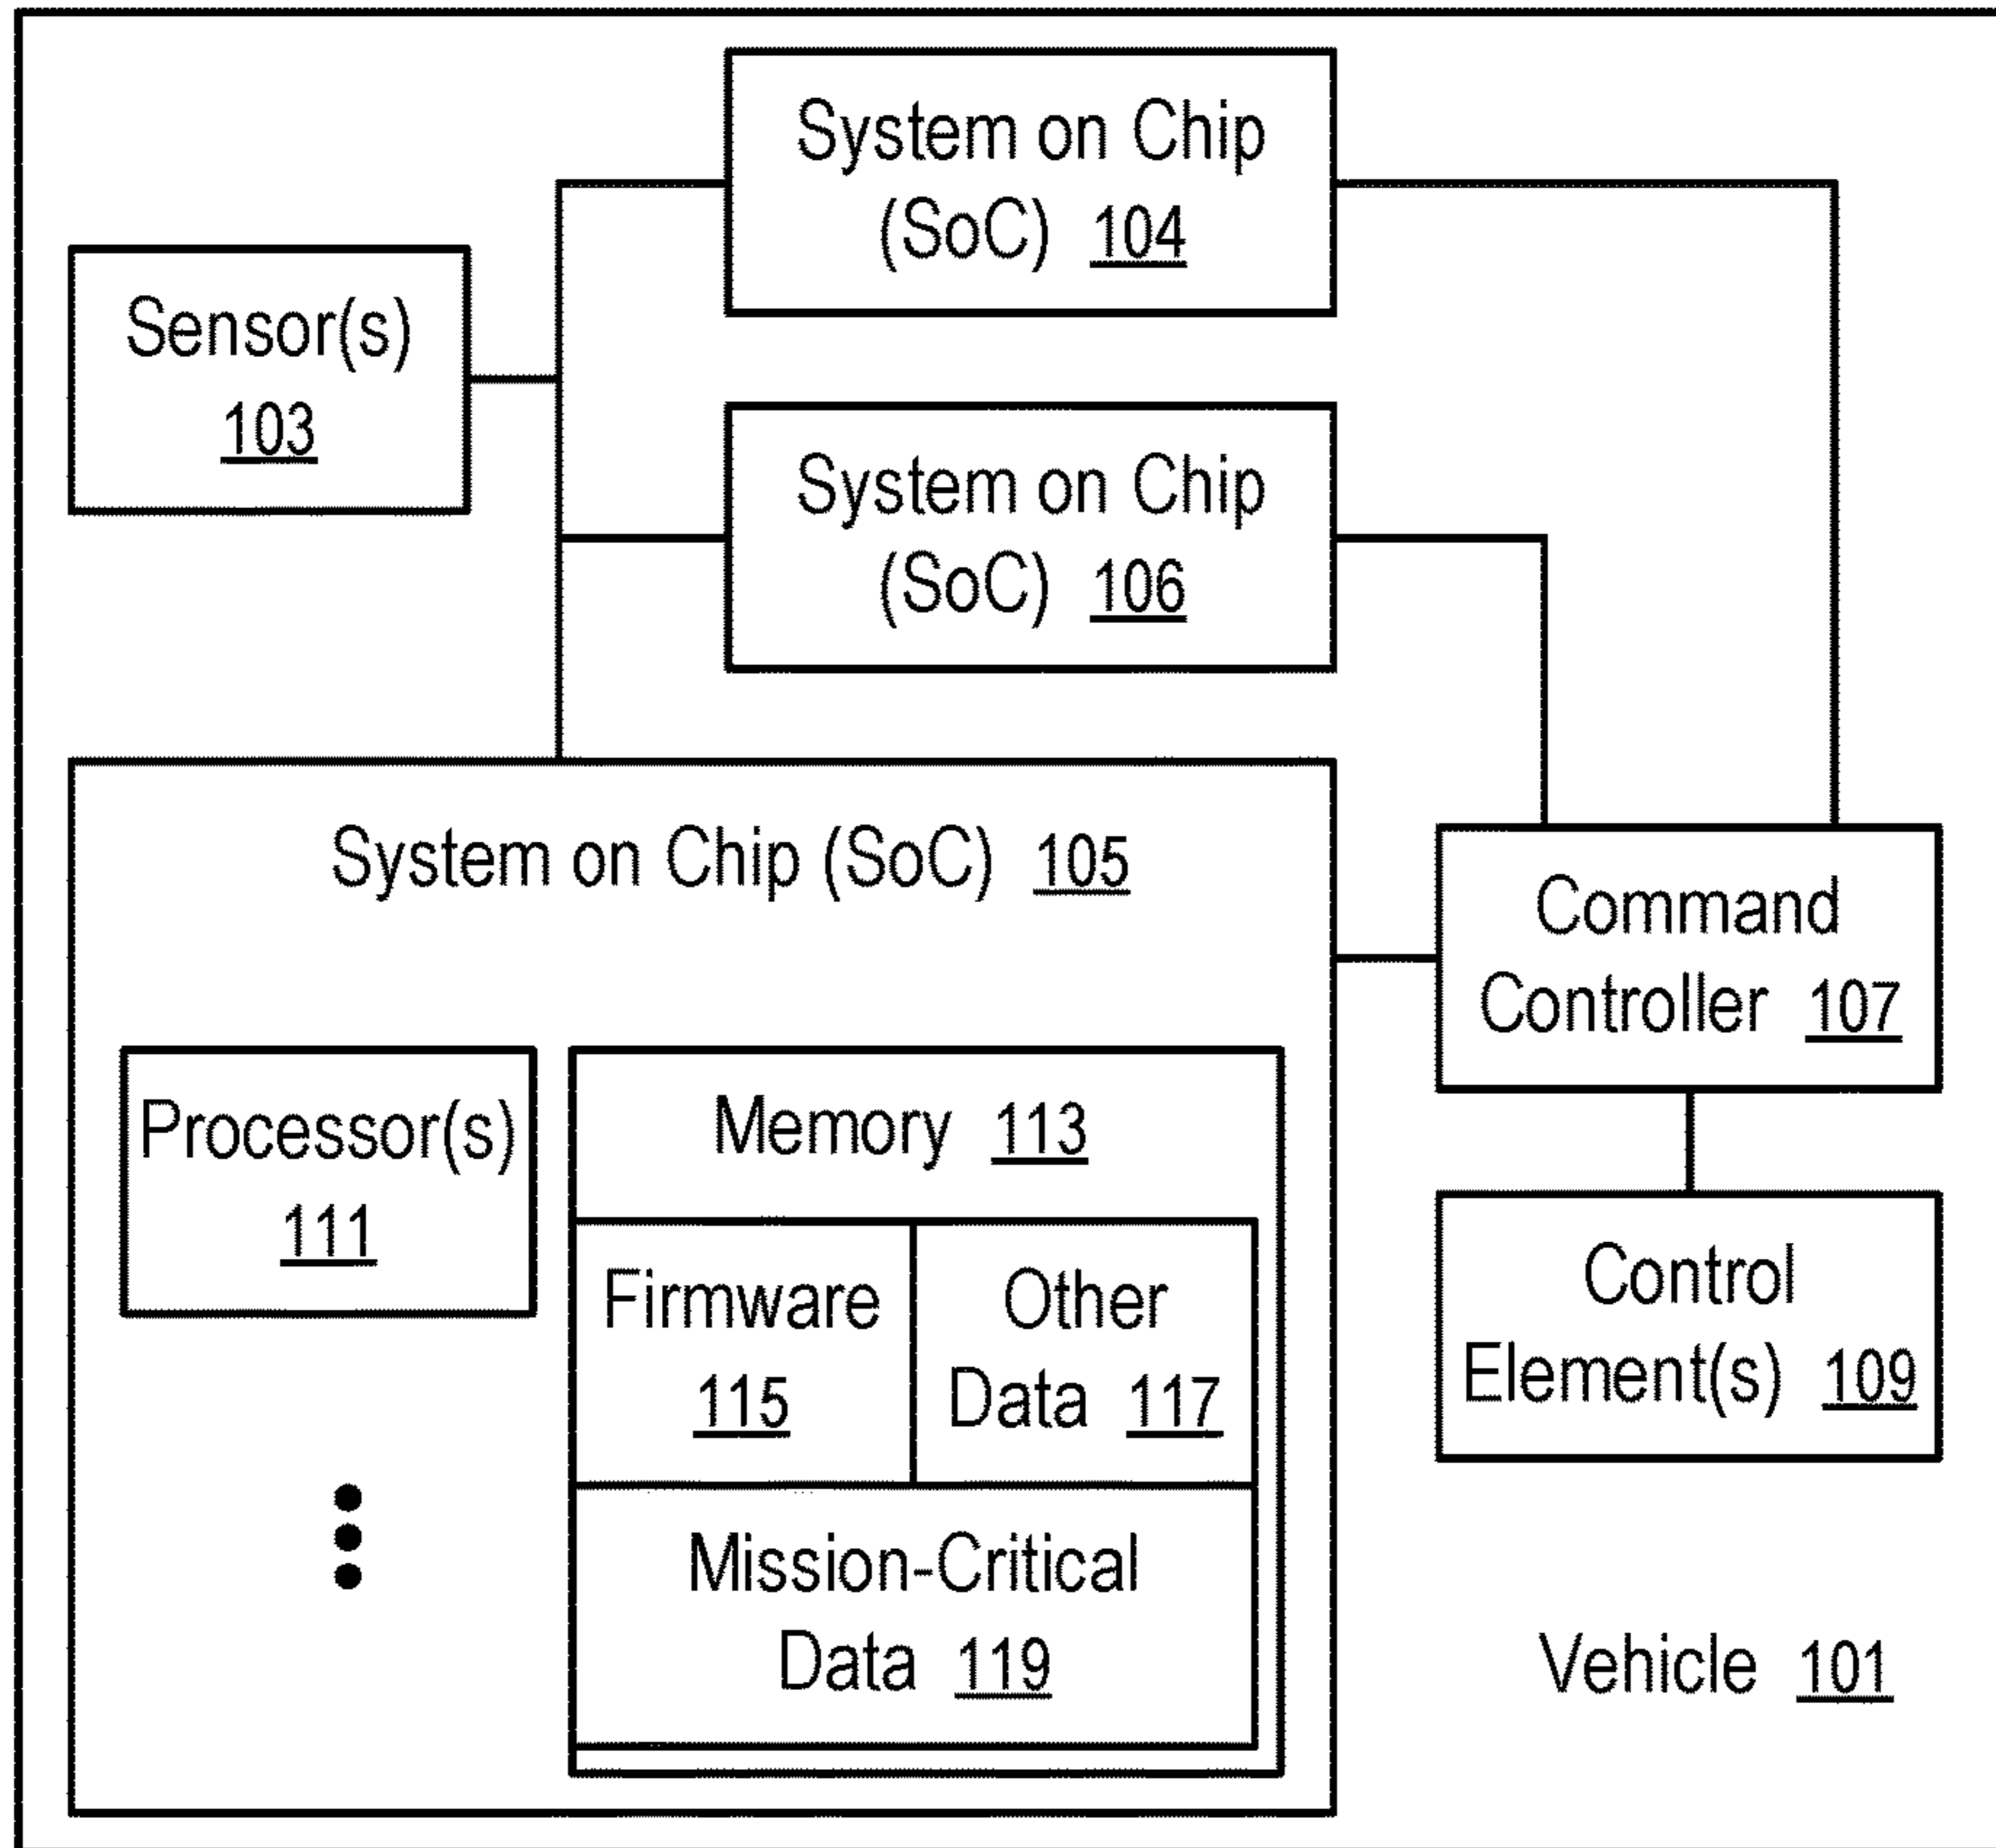 System on Chip
(SoC) 104
Sensor(s)
103
System on Chip
(SoC) 106
System on Chip (SoC) 105
Command
Controller 107
Processor(s)
111
Memory 113
Firmware
115
Other
Data 117
Control
Element(s) 109
Mission-Critical
Data 119
Vehicle 101